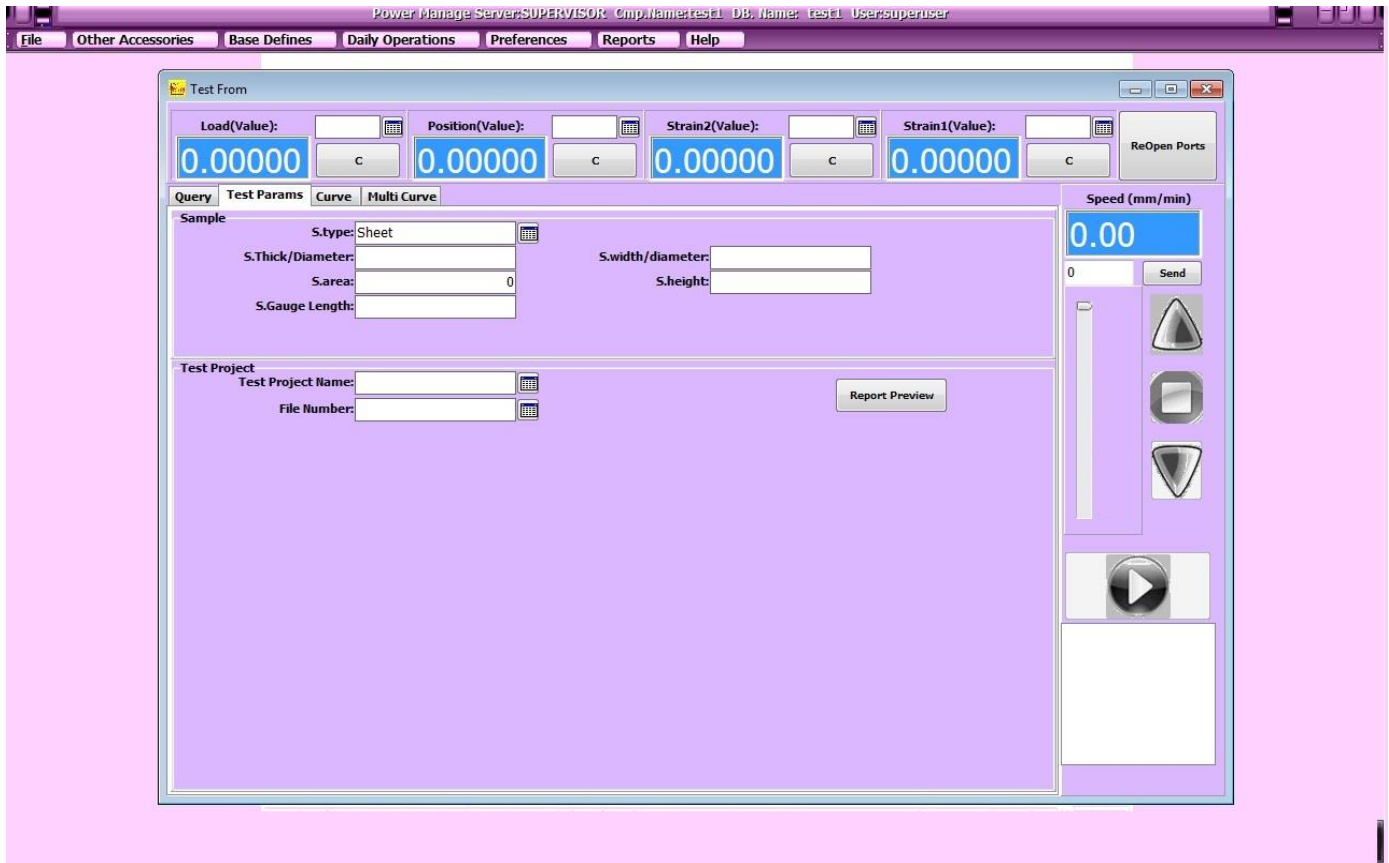 Power Manage Server:SUPERVISOR Cmp.Name:test1 DB. Name: test1 User:superuser
File Other Accessories Base Defines Daily Operations Preferences Reports Help
Test From
Load(Value): Position(Value): Strain2(Value): Strain1(Value):
0.00000 C 0.00000 C 0.00000 C 0.00000 C ReOpen Ports
Query Test Params Curve Multi Curve
Speed (mm/min)
Sample
S.type: Sheet
0.00
S.Thick/Diameter: S.width/diameter:
S.area: 0 S.height:
0 Send
S.Gauge Length:
Test Project
Test Project Name:
Report Preview
File Number: